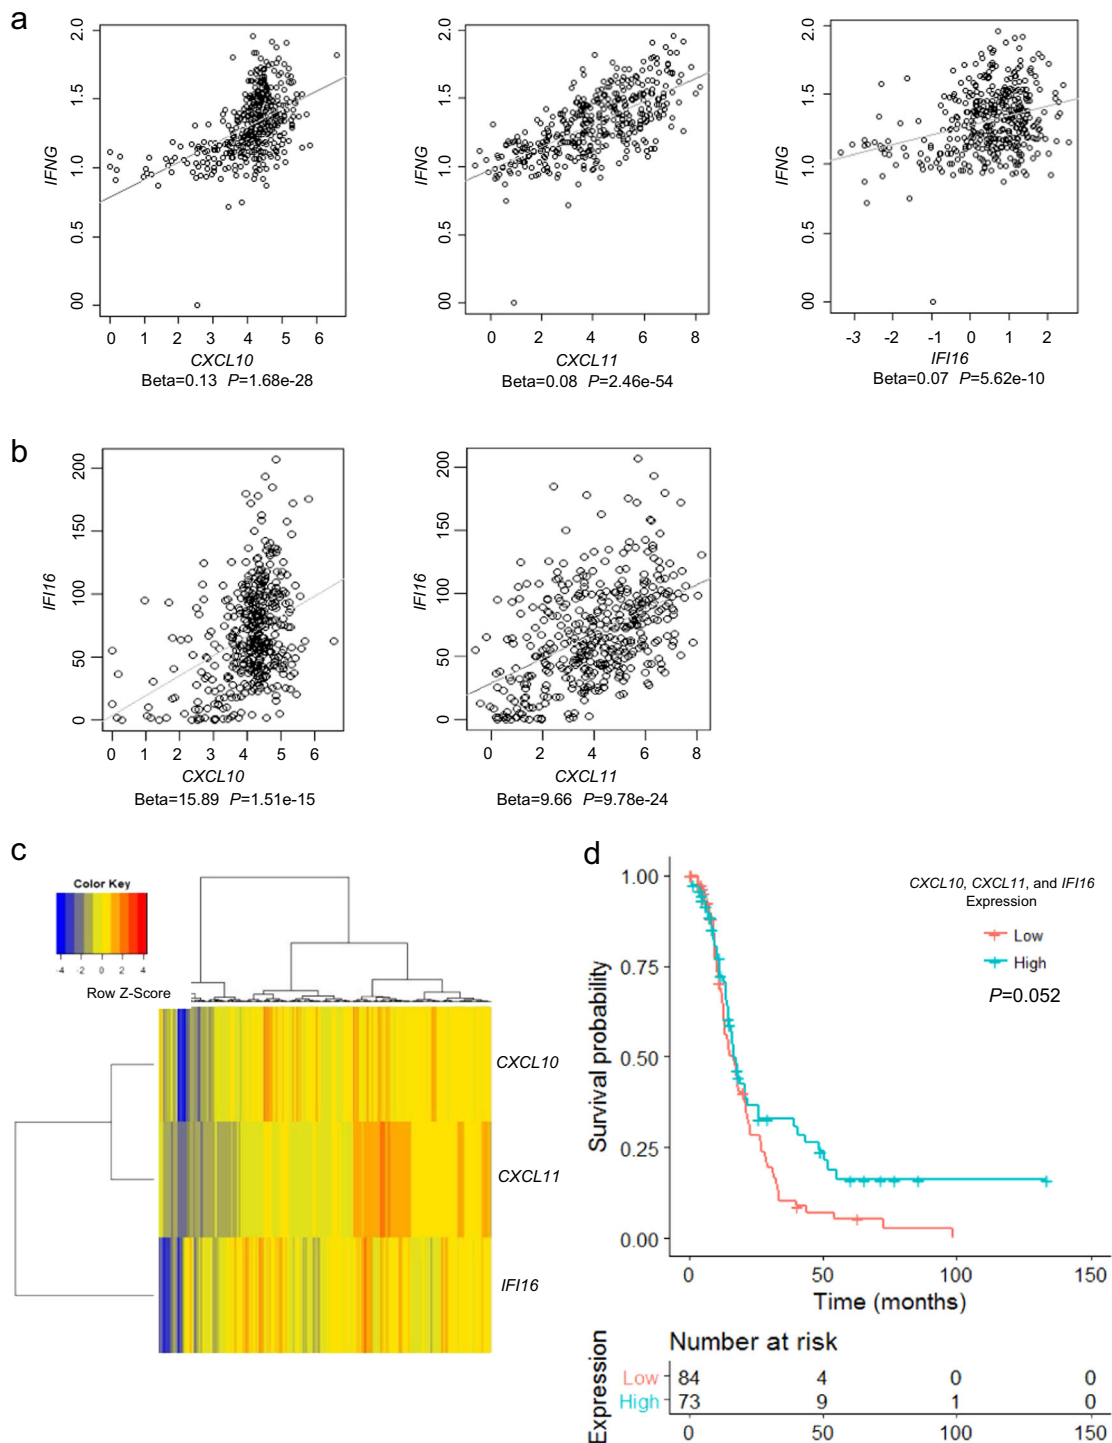 a
2.0
1.5
1.0
0.5
00
IFNG
0 1 2 3 4 5 6
CXCL10
Beta=0.13 P=1.68e-28
2.0
1.5
1.0
0.5
00
IFNG
0 2 4 6 8
CXCL11
Beta=0.08 P=2.46e-54
2.0
1.5
1.0
0.5
00
IFNG
-3 -2 -1 0 1 2
IFI16
Beta=0.07 P=5.62e-10
b
200
150
100
50
0
IFI16
0 1 2 3 4 5 6
CXCL10
Beta=15.89 P=1.51e-15
200
150
100
50
0
IFI16
0 2 4 6 8
CXCL11
Beta=9.66 P=9.78e-24
c
Color Key
-4 -2 0 2 4
Row Z-Score
CXCL10
CXCL11
IFI16
d
1.00
0.75
0.50
0.25
0.00
Survival probability
CXCL10, CXCL11, and IFI16
Expression
Low
High
P=0.052
0 50 100 150
Time (months)
Number at risk
Expression
Low 84 4 0 0
High 73 9 1 0
0 50 100 150